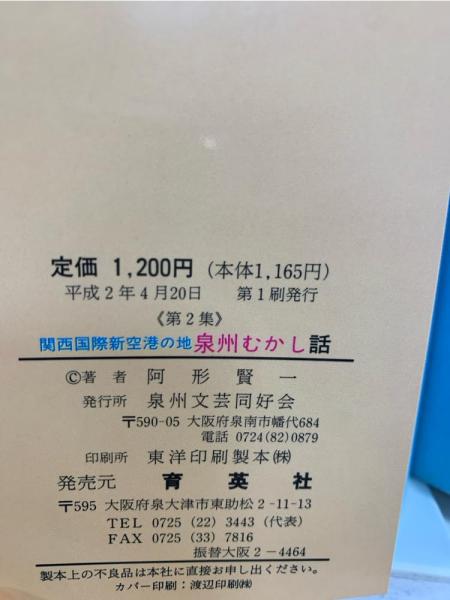 定価 1,200円（本体1,165円）
平成2年4月20日 第1刷発行
《第2集》
関西国際新空港の地 泉州むかし話
©著者 阿形賢一
発行所 泉州文芸同好会
〒590-05 大阪府泉南市幡代684
電話 0724(82)0879
印刷所 東洋印刷製本㈱
発売元 育英社
〒595 大阪府泉大津市東助松2-11-13
TEL 0725 (22) 3443 (代表)
FAX 0725 (33) 7816
振替大阪2-4464
製本上の不良品は本社に直接お申し出ください。
カバー印刷：渡辺印刷㈱